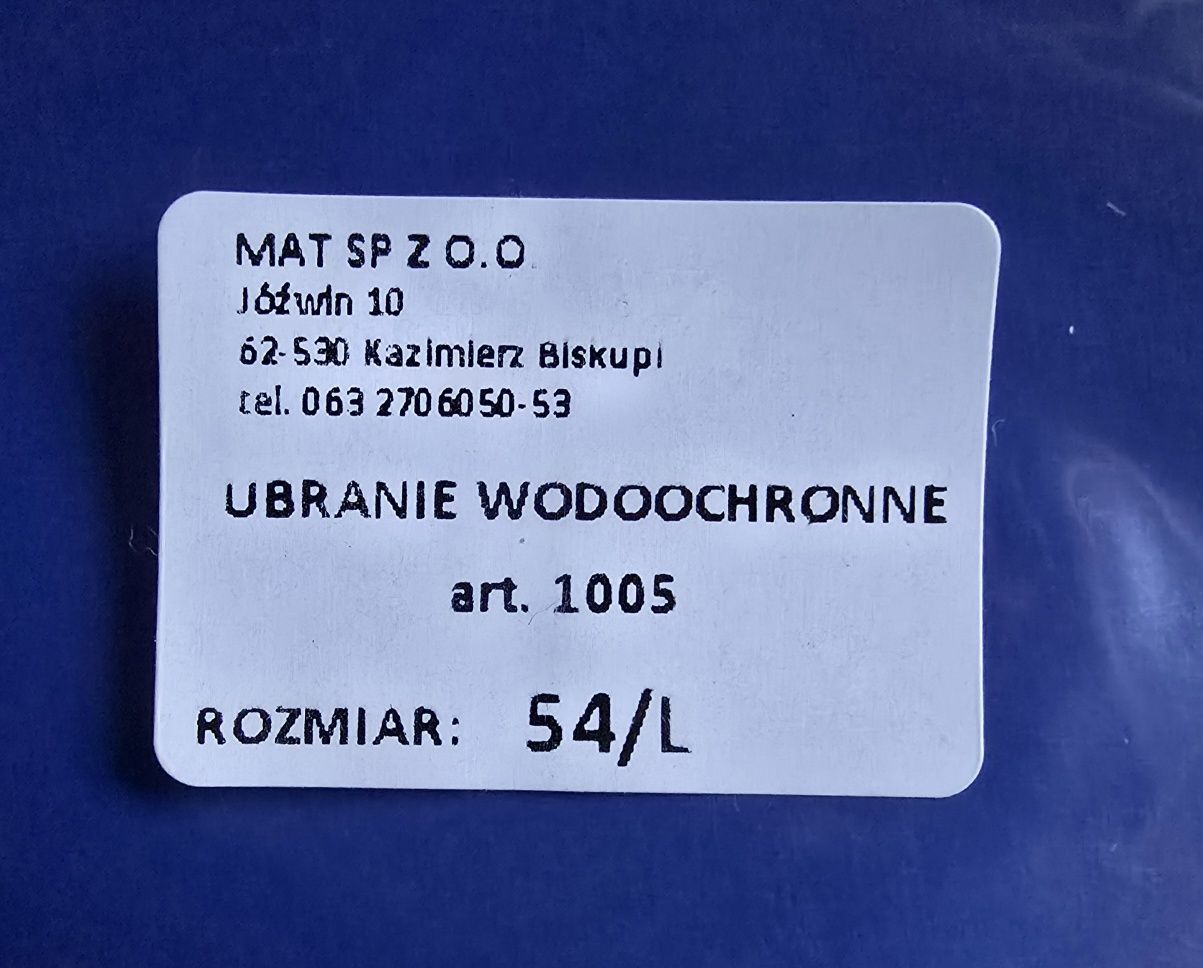 MAT SP Z O.O
Jóźwin 10
62-530 Kazimierz Biskupi
tel. 063 2706050-53
UBRANIE WODOOCHRONNE
art. 1005
ROZMIAR: 54/L